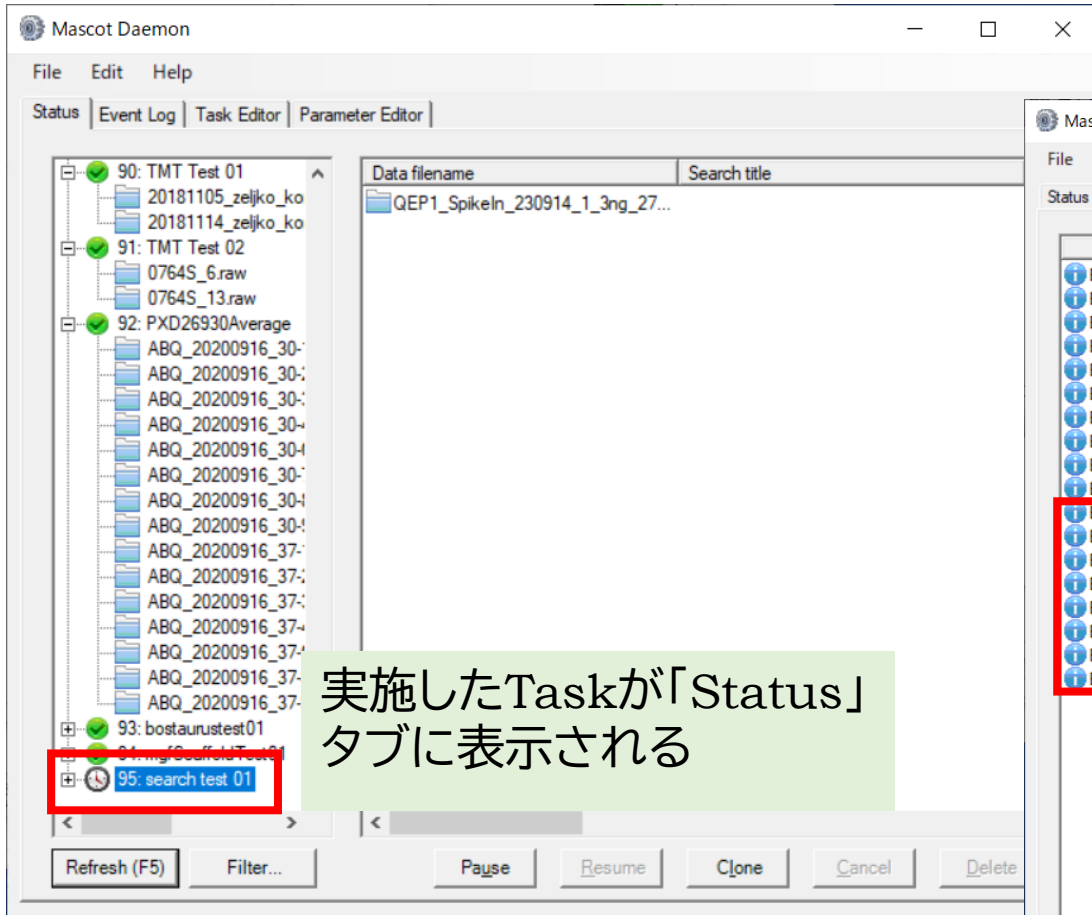 Mascot Daemon
File Edit Help
Status Event Log Task Editor Parameter Editor
90: TMT Test 01
20181105_zeljko_ko
20181114_zeljko_ko
91: TMT Test 02
0764S_6.raw
0764S_13.raw
92: PXD26930Average
ABQ_20200916_30-
ABQ_20200916_30-
ABQ_20200916_30-
ABQ_20200916_30-
ABQ_20200916_30-
ABQ_20200916_30-
ABQ_20200916_30-
ABQ_20200916_30-
ABQ_20200916_37-
ABQ_20200916_37-
ABQ_20200916_37-
ABQ_20200916_37-
ABQ_20200916_37-
ABQ_20200916_37-
ABQ_20200916_37-
93: bostaurustest01
94: mgfScaffoldTest01
95: search test 01
Data filename Search title
QEP1_SpikeIn_230914_1_3ng_27...
実施したTaskが「Status」
タブに表示される
Refresh (F5) Filter... Pause Resume Clone Cancel Delete
Mas
File
Status